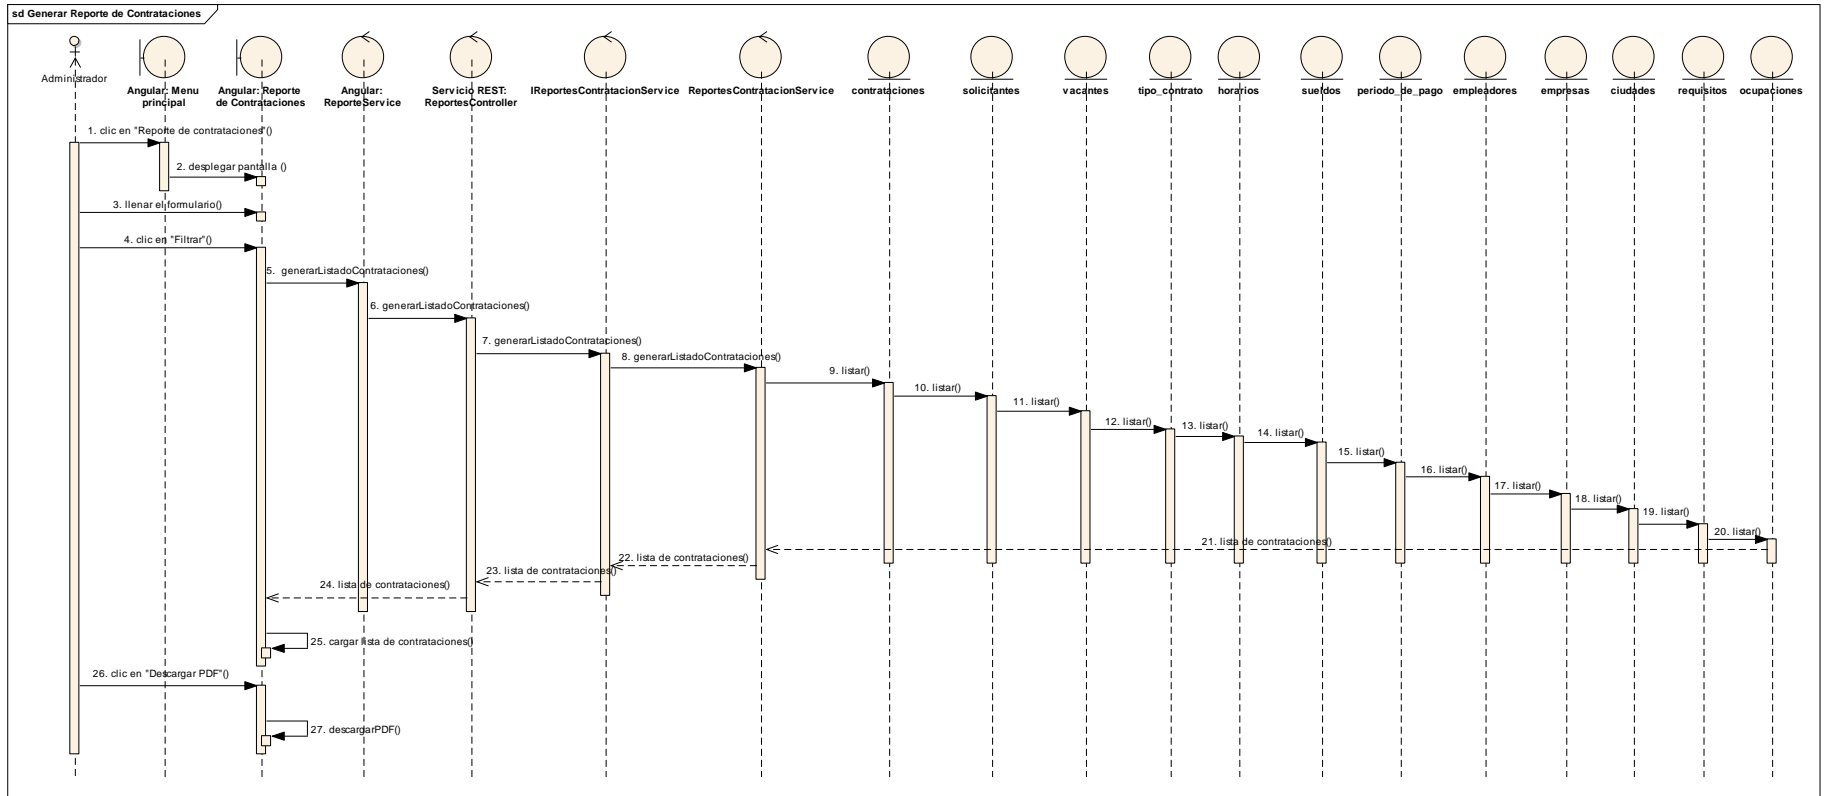 sd Generar Reporte de Contrataciones
Administrador
Angular: Menu
principal
Angular: Reporte
de Contrataciones
Angular:
ReporteService
Servicio REST:
ReportesController
IReportesContratacionService
ReportesContratacionService
contrataciones
solicitantes
vacantes
tipo_contrato
horarios
sueldos
periodo_de_pago
empleadores
empresas
ciudades
requisitos
ocupaciones
1. clic en "Reporte de contrataciones"()
2. desplegar pantalla ()
3. llenar el formulario()
4. clic en "Filtrar"()
5. generarListadoContrataciones()
6. generarListadoContrataciones()
7. generarListadoContrataciones()
8. generarListadoContrataciones()
9. listar()
10. listar()
11. listar()
12. listar()
13. listar()
14. listar()
15. listar()
16. listar()
17. listar()
18. listar()
19. listar()
20. listar()
21. lista de contrataciones()
22. lista de contrataciones()
23. lista de contrataciones()
24. lista de contrataciones()
25. cargar lista de contrataciones()
26. clic en "Descargar PDF"()
27. descargarPDF()